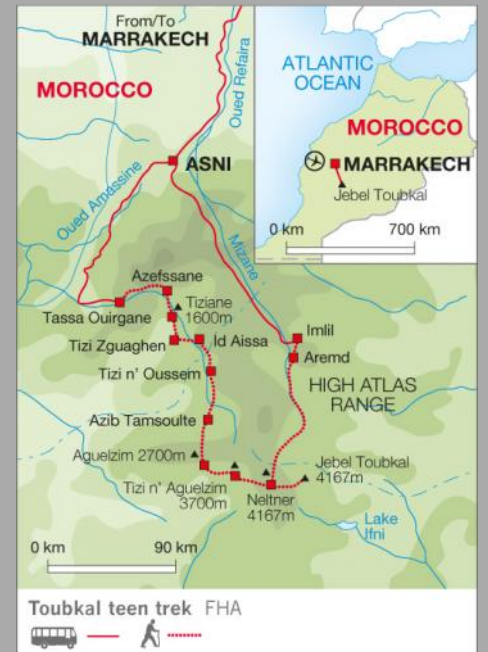 From/To
MARRAKECH
MOROCCO
Oued Refaira
ASNI
Oued Amassine
Mizane
Azefssane
Tassa Ouirgane
Tiziane
1600m
Tizi Zguaghen
Id Aissa
Imlil
Aremd
Tizi n' Oussem
HIGH ATLAS
RANGE
Azib Tamsoulte
Aguelzim 2700m
Tizi n' Aguelzim
3700m
Neltner
4167m
Jebel Toubkal
4167m
Lake
Ifni
0 km 90 km
ATLANTIC
OCEAN
MOROCCO
MARRAKECH
Jebel Toubkal
0 km 700 km
Toubkal teen trek FHA